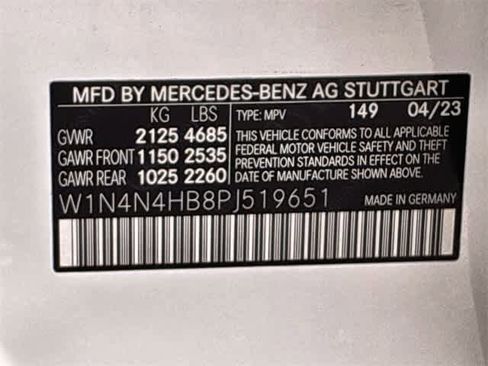 MFD BY MERCEDES-BENZ AG STUTTGART
KG LBS TYPE: MPV 149 04/23
GVWR 2125 4685
GAWR FRONT 1150 2535
GAWR REAR 1025 2260
THIS VEHICLE CONFORMS TO ALL APPLICABLE
FEDERAL MOTOR VEHICLE SAFETY AND THEFT
PREVENTION STANDARDS IN EFFECT ON THE
DATE OF MANUFACTURE SHOWN ABOVE.
W1N4N4HB8PJ519651 MADE IN GERMANY